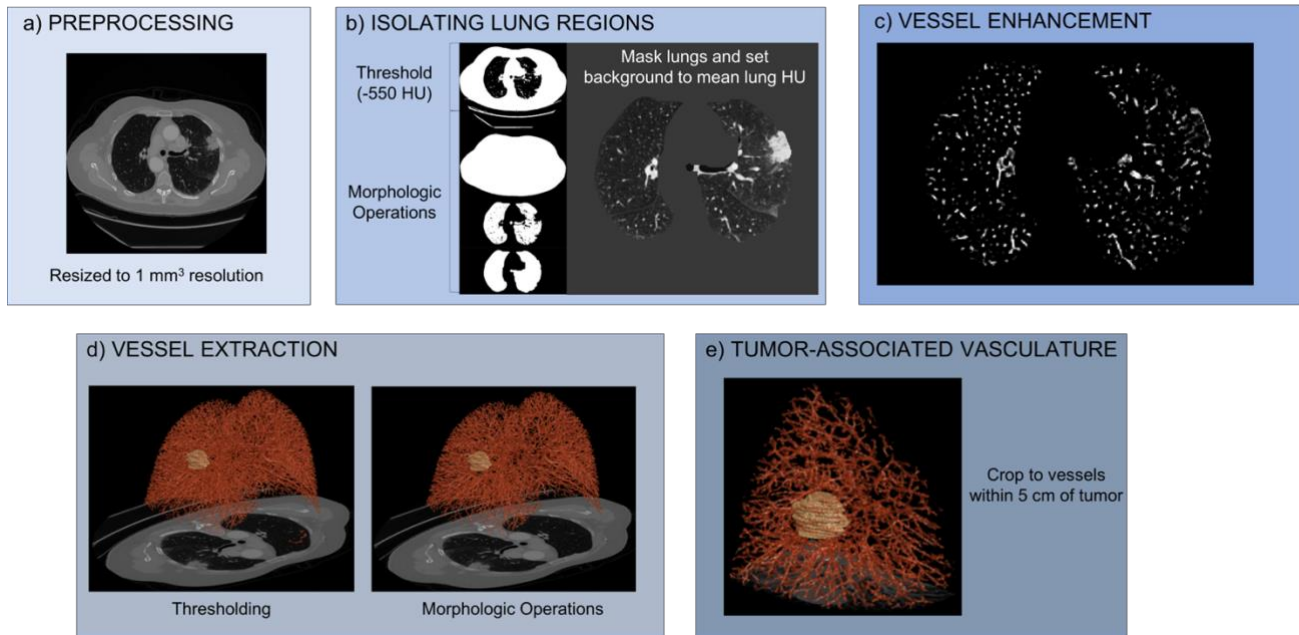 a) PREPROCESSING
Resized to 1 mm³ resolution
b) ISOLATING LUNG REGIONS
Threshold
(-550 HU)
Morphologic
Operations
Mask lungs and set
background to mean lung HU
c) VESSEL ENHANCEMENT
d) VESSEL EXTRACTION
Thresholding
Morphologic Operations
e) TUMOR-ASSOCIATED VASCULATURE
Crop to vessels
within 5 cm of tumor